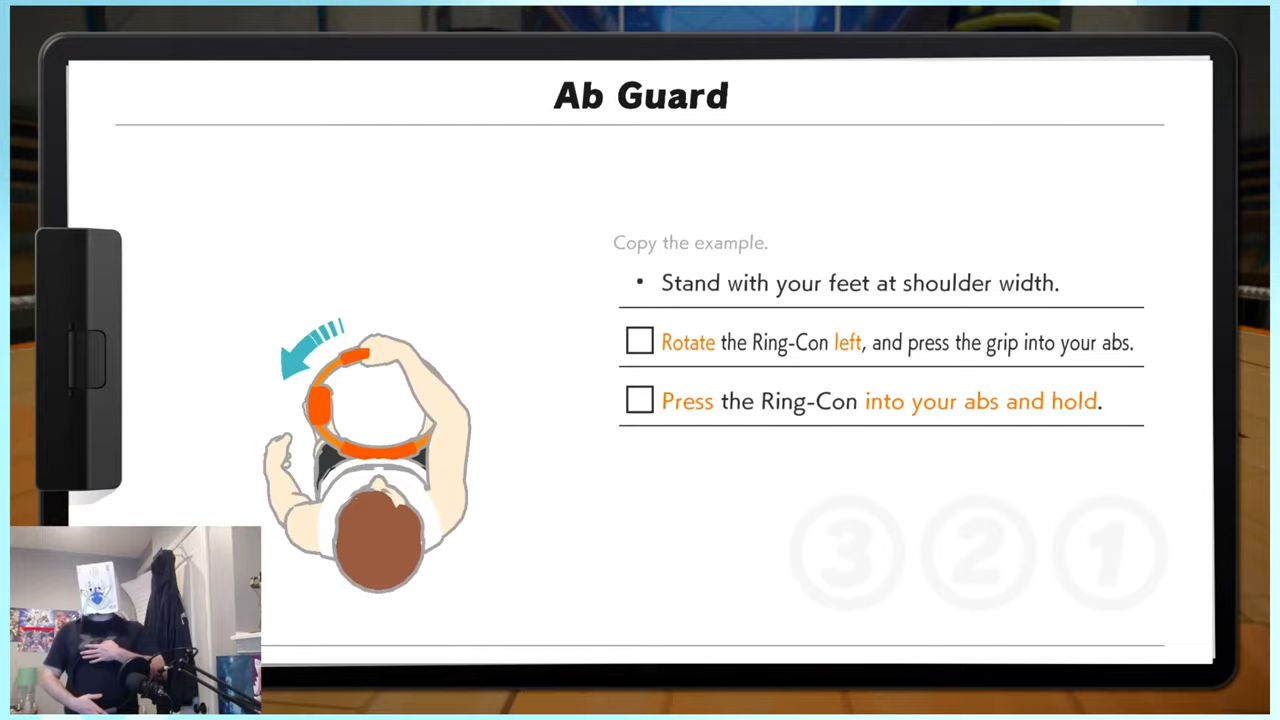 Ab Guard
Copy the example.
• Stand with your feet at shoulder width.
Rotate the Ring-Con left, and press the grip into your abs.
Press the Ring-Con into your abs and hold.
3 2 1